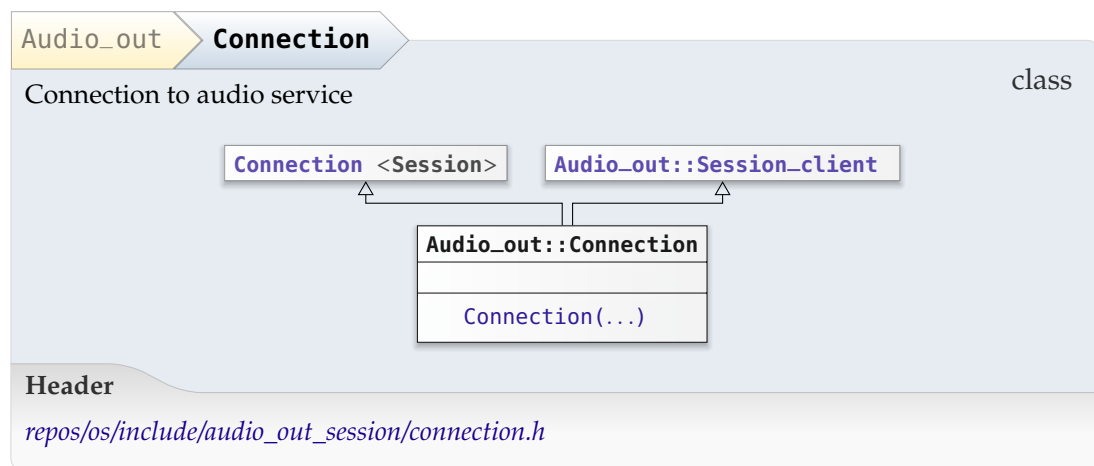 Audio_out Connection
class
Connection to audio service
Connection <Session> Audio_out::Session_client
Audio_out::Connection
Connection(...)
Header
repos/os/include/audio_out_session/connection.h